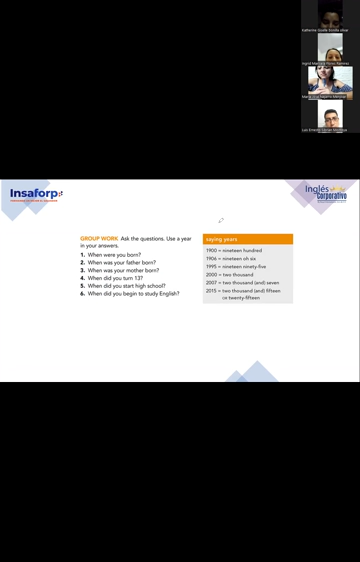 Insaforp
Inglés
Corporativo
GROUP WORK Ask the questions. Use a year
in your answers.
1. When were you born?
2. When was your father born?
3. When was your mother born?
4. When did you turn 13?
5. When did you start high school?
6. When did you begin to study English?
saying years
1900 = nineteen hundred
1906 = nineteen oh six
1995 = nineteen ninety-five
2000 = two thousand
2007 = two thousand (and) seven
2015 = two thousand (and) fifteen
or twenty-fifteen